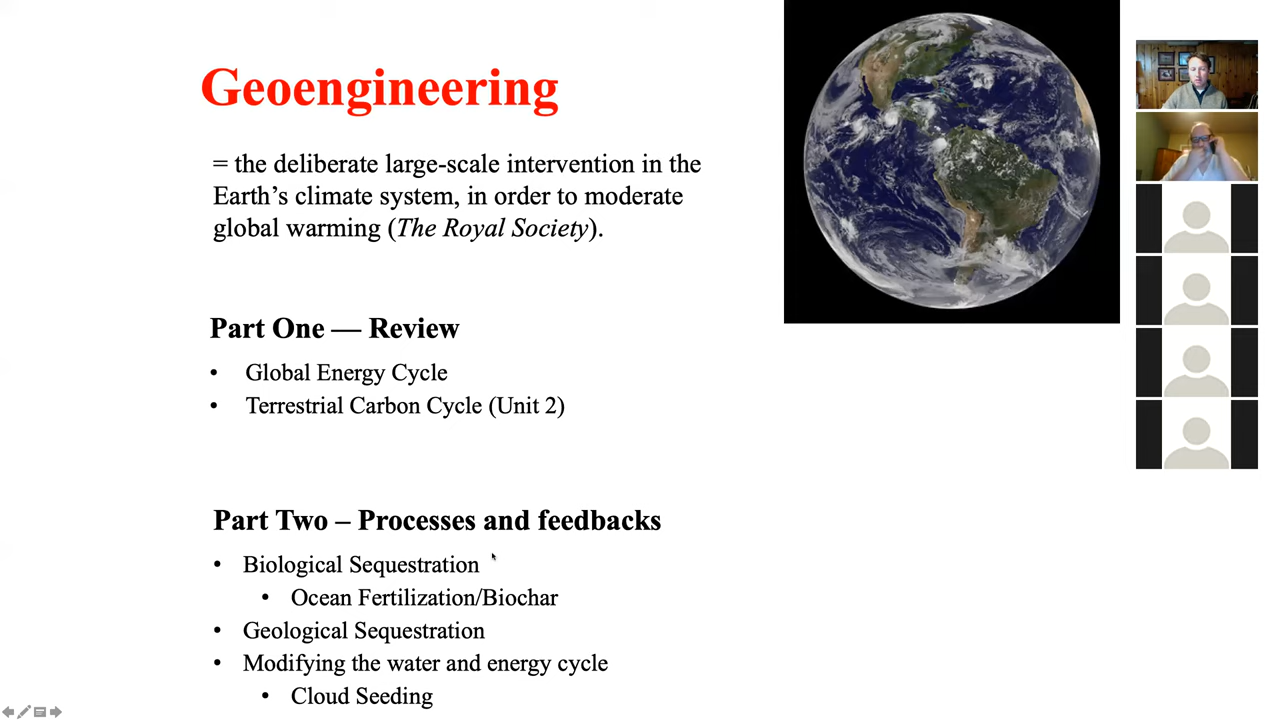 Geoengineering
= the deliberate large-scale intervention in the
Earth’s climate system, in order to moderate
global warming (The Royal Society).
Part One — Review
• Global Energy Cycle
• Terrestrial Carbon Cycle (Unit 2)
Part Two – Processes and feedbacks
• Biological Sequestration
• Ocean Fertilization/Biochar
• Geological Sequestration
• Modifying the water and energy cycle
• Cloud Seeding